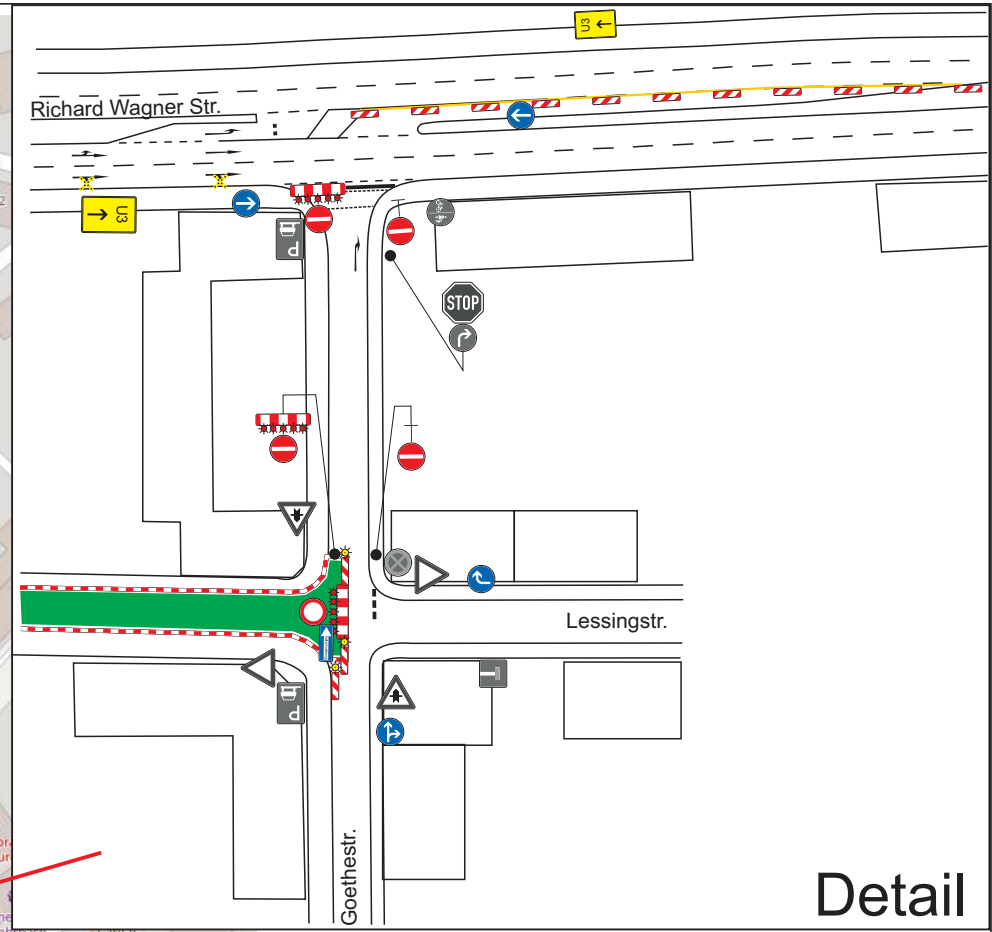 U3
Richard Wagner Str.
U3
P
STOP
Lessingstr.
P
Goethestr.
Detail